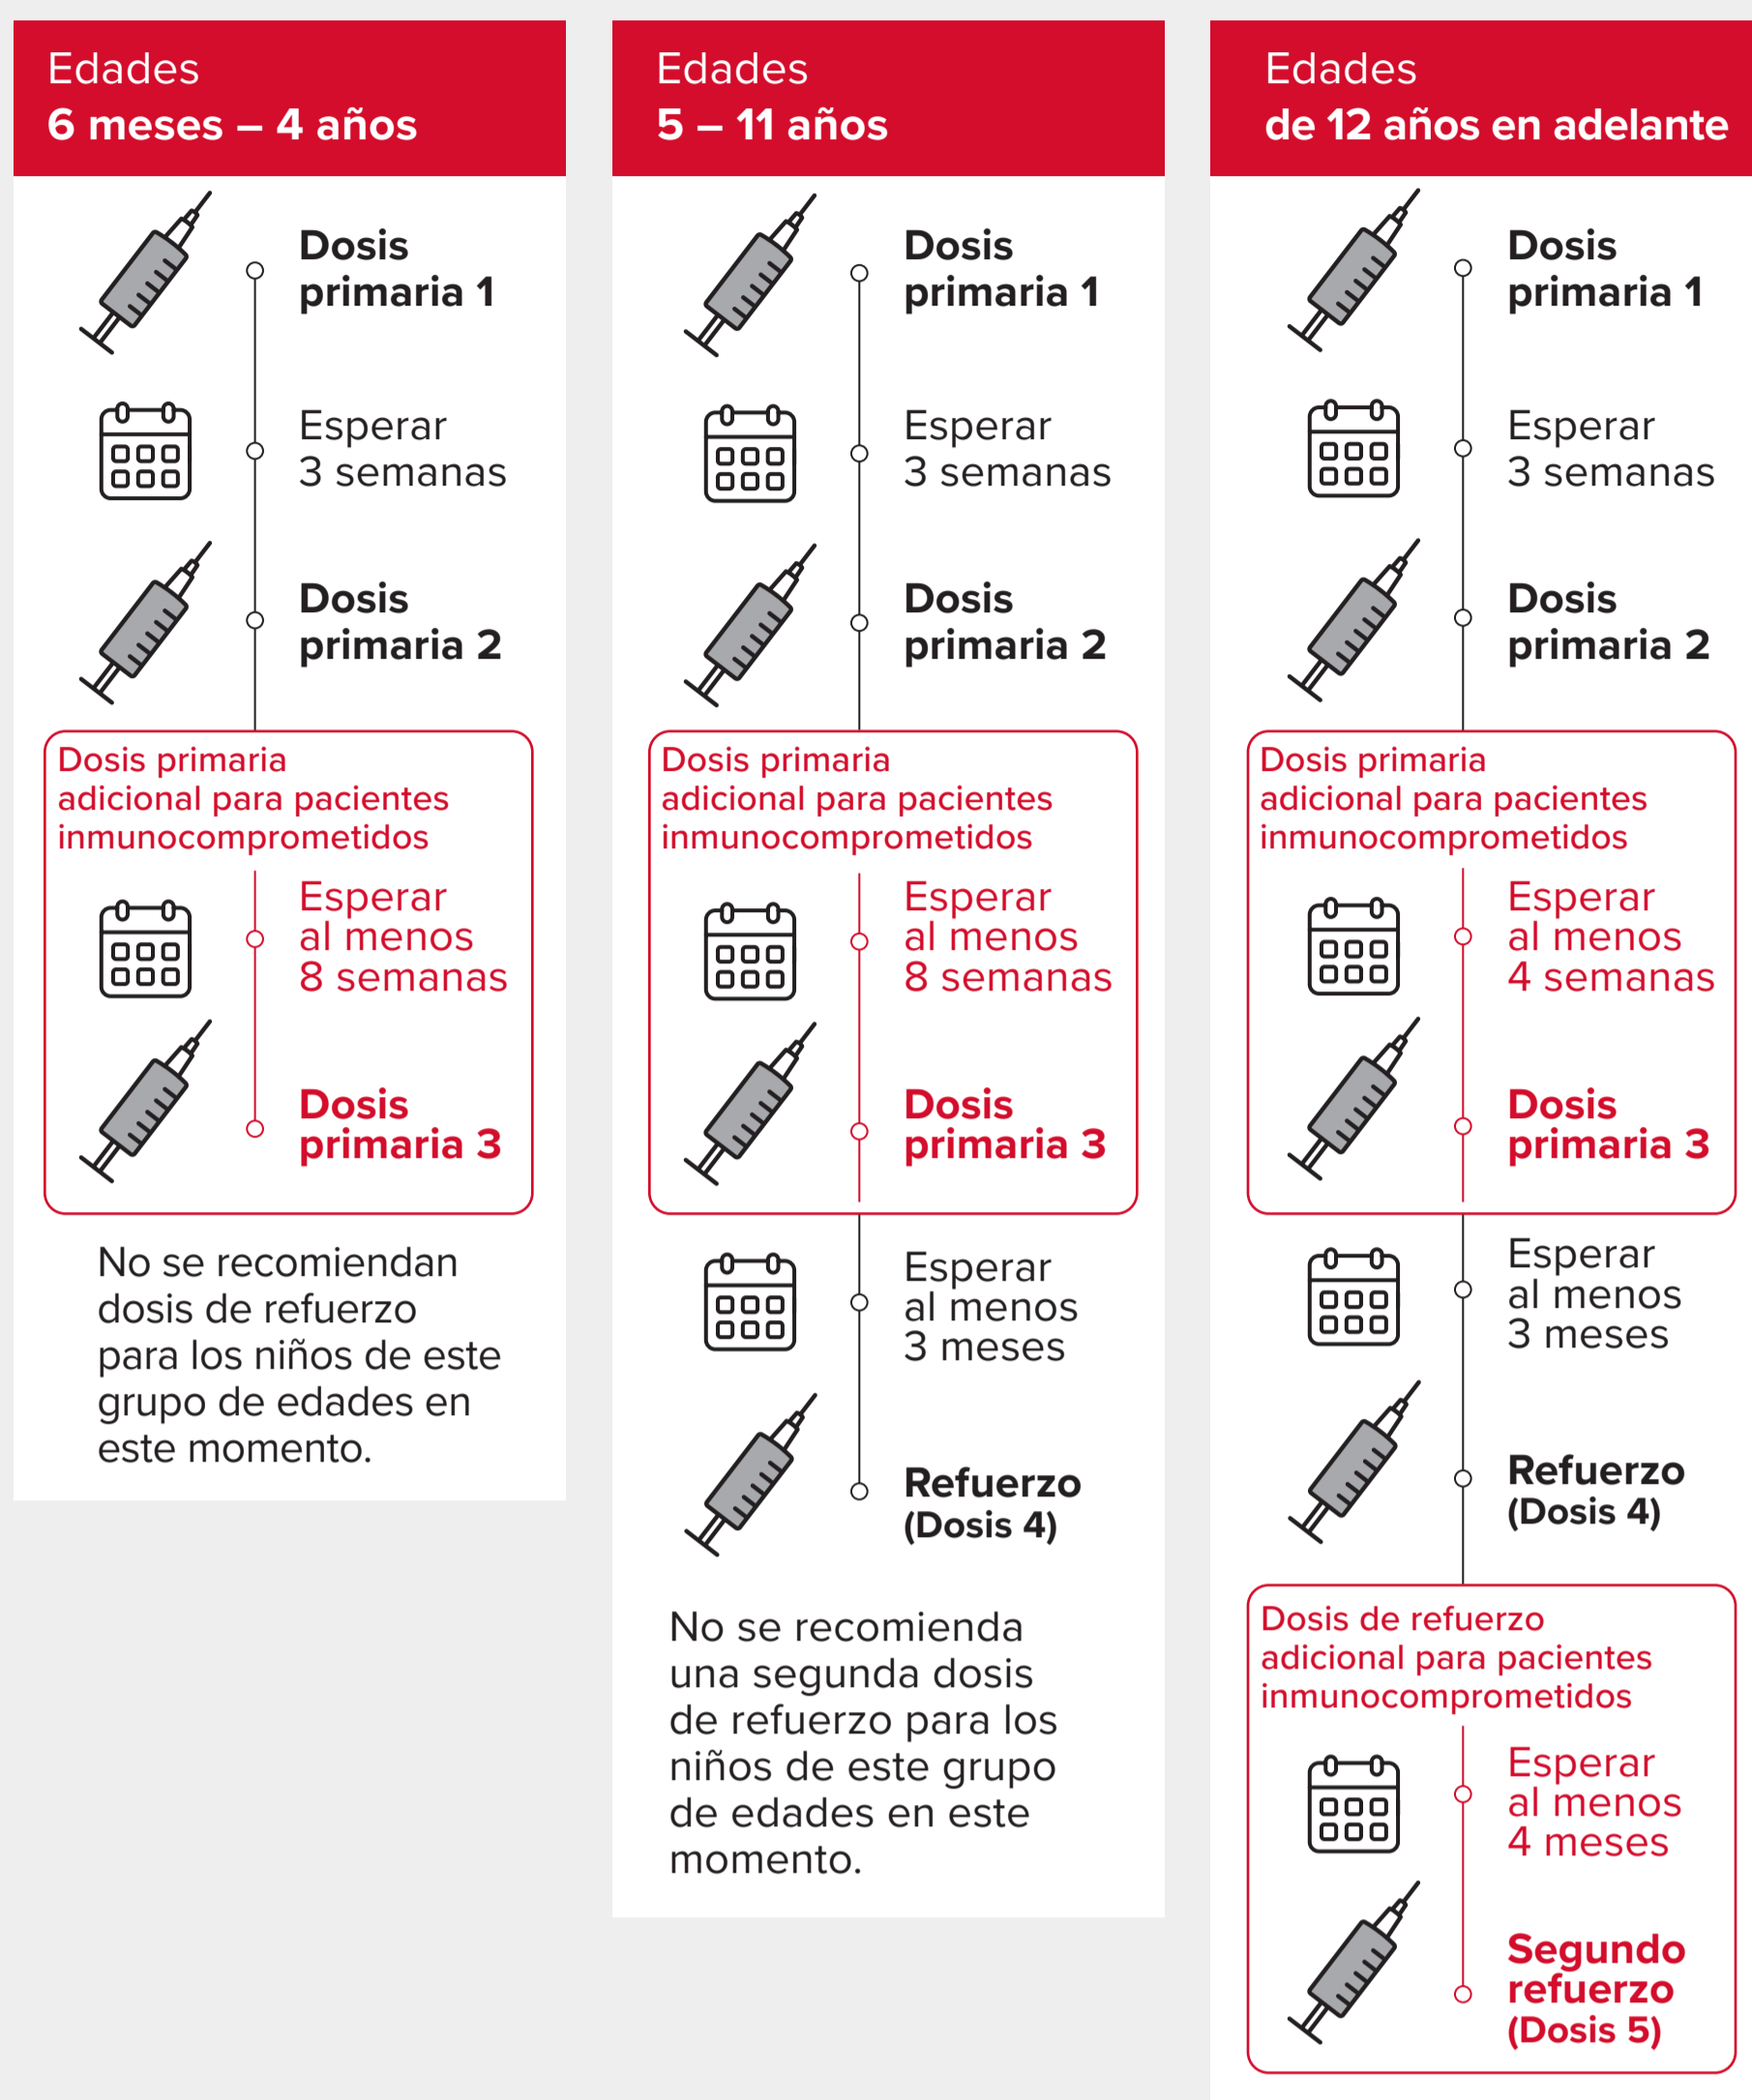 Edades
6 meses – 4 años
Dosis
primaria 1
Esperar
3 semanas
Dosis
primaria 2
Dosis primaria
adicional para pacientes
inmunocomprometidos
Esperar
al menos
8 semanas
Dosis
primaria 3
No se recomiendan
dosis de refuerzo
para los niños de este
grupo de edades en
este momento.
Edades
5 – 11 años
Dosis
primaria 1
Esperar
3 semanas
Dosis
primaria 2
Dosis primaria
adicional para pacientes
inmunocomprometidos
Esperar
al menos
8 semanas
Dosis
primaria 3
Esperar
al menos
3 meses
Refuerzo
(Dosis 4)
No se recomienda
una segunda dosis
de refuerzo para los
niños de este grupo
de edades en este
momento.
Edades
de 12 años en adelante
Dosis
primaria 1
Esperar
3 semanas
Dosis
primaria 2
Dosis primaria
adicional para pacientes
inmunocomprometidos
Esperar
al menos
4 semanas
Dosis
primaria 3
Esperar
al menos
3 meses
Refuerzo
(Dosis 4)
Dosis de refuerzo
adicional para pacientes
inmunocomprometidos
Esperar
al menos
4 meses
Segundo
refuerzo
(Dosis 5)